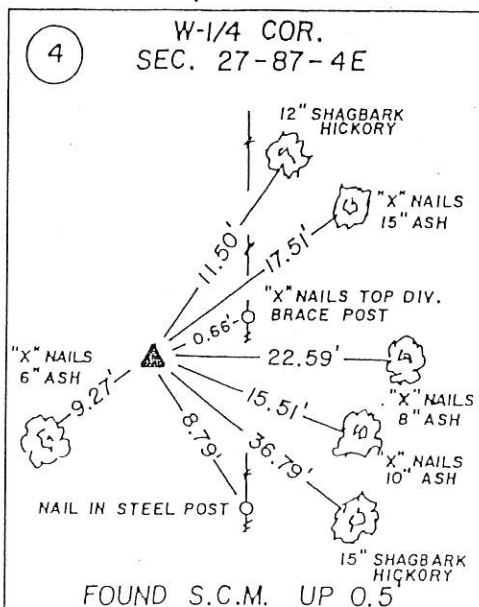 4
W-1/4 COR.
SEC. 27-87-4E
12" SHAGBARK
HICKORY
"X" NAILS
15" ASH
11.50'
17.51'
"X" NAILS TOP DIV.
BRACE POST
0.66'
"X" NAILS
6" ASH
9.27'
22.59'
"X" NAILS
8" ASH
15.51'
"X" NAILS
10" ASH
8.79'
36.79'
NAIL IN STEEL POST
15" SHAGBARK
HICKORY
FOUND S.C.M. UP 0.5'